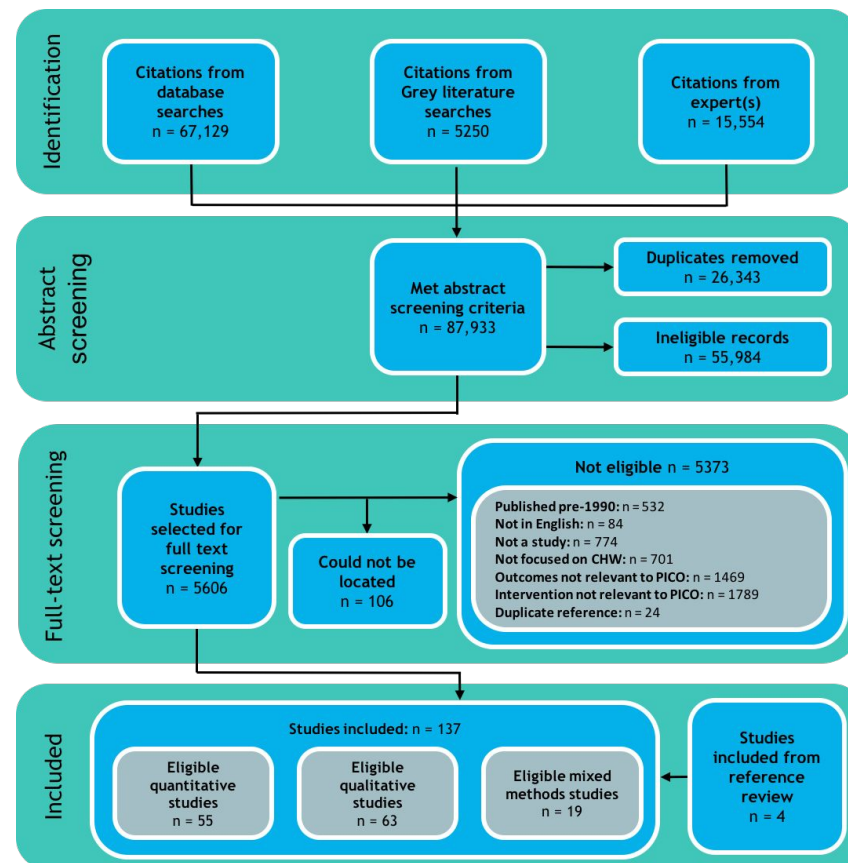 Identification
Citations from
database
searches
n = 67,129
Citations from
Grey literature
searches
n = 5250
Citations from
expert(s)
n = 15,554
Abstract
screening
Met abstract
screening criteria
n = 87,933
Duplicates removed
n = 26,343
Ineligible records
n = 55,984
Full-text screening
Studies
selected for
full text
screening
n = 5606
Could not be
located
n = 106
Not eligible n = 5373
Published pre-1990: n = 532
Not in English: n = 84
Not a study: n = 774
Not focused on CHW: n = 701
Outcomes not relevant to PICO: n = 1469
Intervention not relevant to PICO: n = 1789
Duplicate reference: n = 24
Included
Studies included: n = 137
Eligible
quantitative
studies
n = 55
Eligible
qualitative
studies
n = 63
Eligible mixed
methods studies
n = 19
Studies
included from
reference
review
n = 4